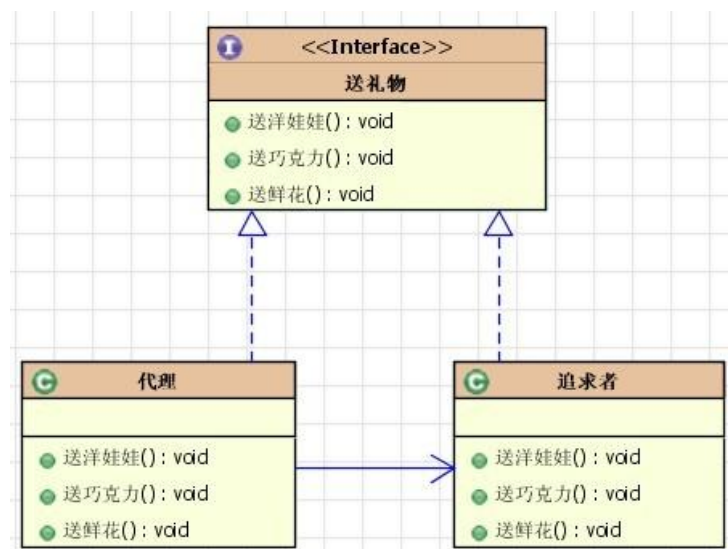 I <<Interface>>
送礼物
送洋娃娃() : void
送巧克力() : void
送鲜花() : void
C 代理
送洋娃娃() : void
送巧克力() : void
送鲜花() : void
C 追求者
送洋娃娃() : void
送巧克力() : void
送鲜花() : void